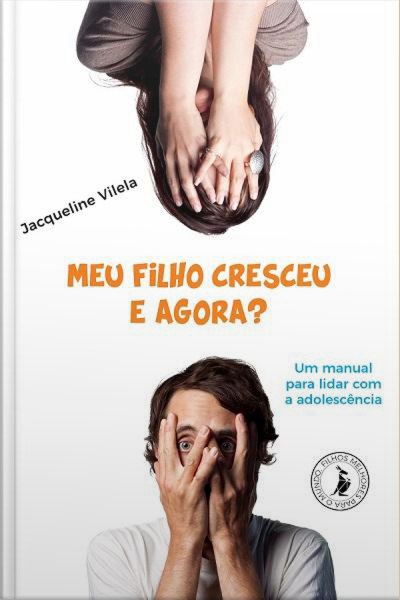 Jacqueline Vilela
MEU FiLHO CRESCEU
E AGORA?
Um manual
para lidar com
a adolescência
FILHOS MELHORES PARA O MUNDO